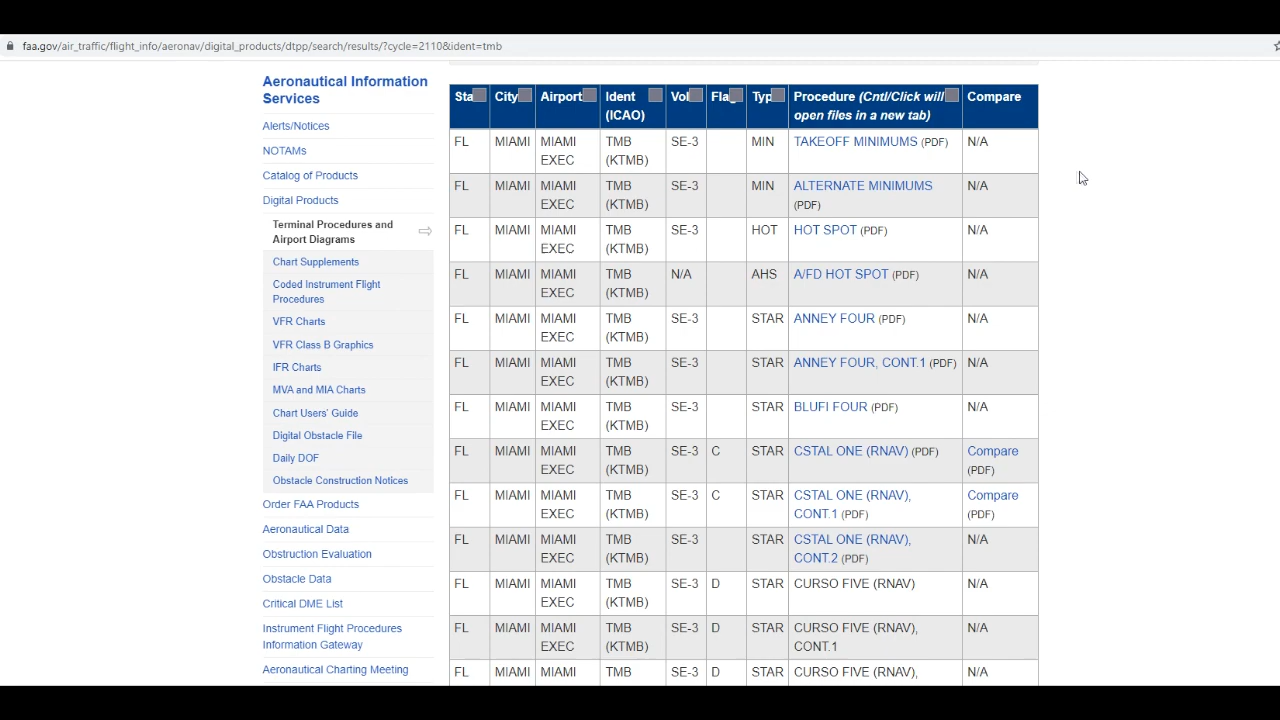 faa.gov/air_traffic/flight_info/aeronav/digital_products/dtpp/search/results/?cycle=2110&ident=tmb
Aeronautical Information
Services
Alerts/Notices
NOTAMs
Catalog of Products
Digital Products
Terminal Procedures and
Airport Diagrams
Chart Supplements
Coded Instrument Flight
Procedures
VFR Charts
VFR Class B Graphics
IFR Charts
MVA and MIA Charts
Chart Users' Guide
Digital Obstacle File
Daily DOF
Obstacle Construction Notices
Order FAA Products
Aeronautical Data
Obstruction Evaluation
Obstacle Data
Critical DME List
Instrument Flight Procedures
Information Gateway
Aeronautical Charting Meeting
Sta City Airport Ident Vol Fla Typ Procedure (Cntl/Click will Compare
(ICAO) open files in a new tab)
FL MIAMI MIAMI TMB SE-3 MIN TAKEOFF MINIMUMS (PDF) N/A
EXEC (KTMB)
FL MIAMI MIAMI TMB SE-3 MIN ALTERNATE MINIMUMS N/A
EXEC (KTMB) (PDF)
FL MIAMI MIAMI TMB SE-3 HOT HOT SPOT (PDF) N/A
EXEC (KTMB)
FL MIAMI MIAMI TMB N/A AHS A/FD HOT SPOT (PDF) N/A
EXEC (KTMB)
FL MIAMI MIAMI TMB SE-3 STAR ANNEY FOUR (PDF) N/A
EXEC (KTMB)
FL MIAMI MIAMI TMB SE-3 STAR ANNEY FOUR, CONT.1 (PDF) N/A
EXEC (KTMB)
FL MIAMI MIAMI TMB SE-3 STAR BLUFI FOUR (PDF) N/A
EXEC (KTMB)
FL MIAMI MIAMI TMB SE-3 C STAR CSTAL ONE (RNAV) (PDF) Compare
EXEC (KTMB) (PDF)
FL MIAMI MIAMI TMB SE-3 C STAR CSTAL ONE (RNAV), Compare
EXEC (KTMB) CONT.1 (PDF) (PDF)
FL MIAMI MIAMI TMB SE-3 STAR CSTAL ONE (RNAV), N/A
EXEC (KTMB) CONT.2 (PDF)
FL MIAMI MIAMI TMB SE-3 D STAR CURSO FIVE (RNAV) N/A
EXEC (KTMB)
FL MIAMI MIAMI TMB SE-3 D STAR CURSO FIVE (RNAV), N/A
EXEC (KTMB) CONT.1
FL MIAMI MIAMI TMB SE-3 D STAR CURSO FIVE (RNAV), N/A